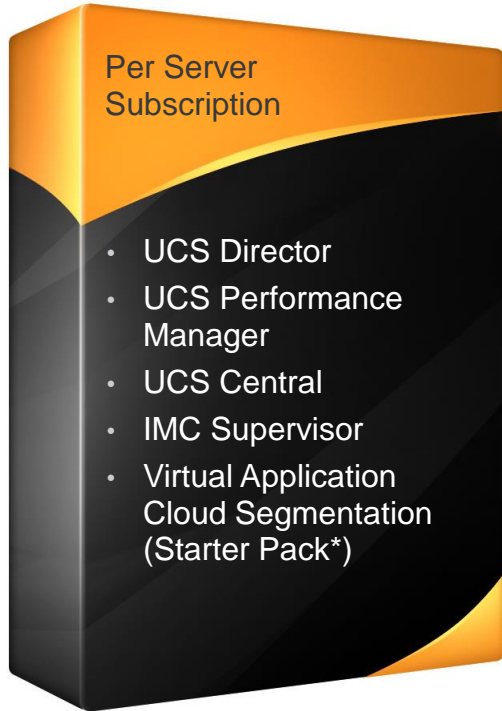 Per Server
Subscription
• UCS Director
• UCS Performance
Manager
• UCS Central
• IMC Supervisor
• Virtual Application
Cloud Segmentation
(Starter Pack*)